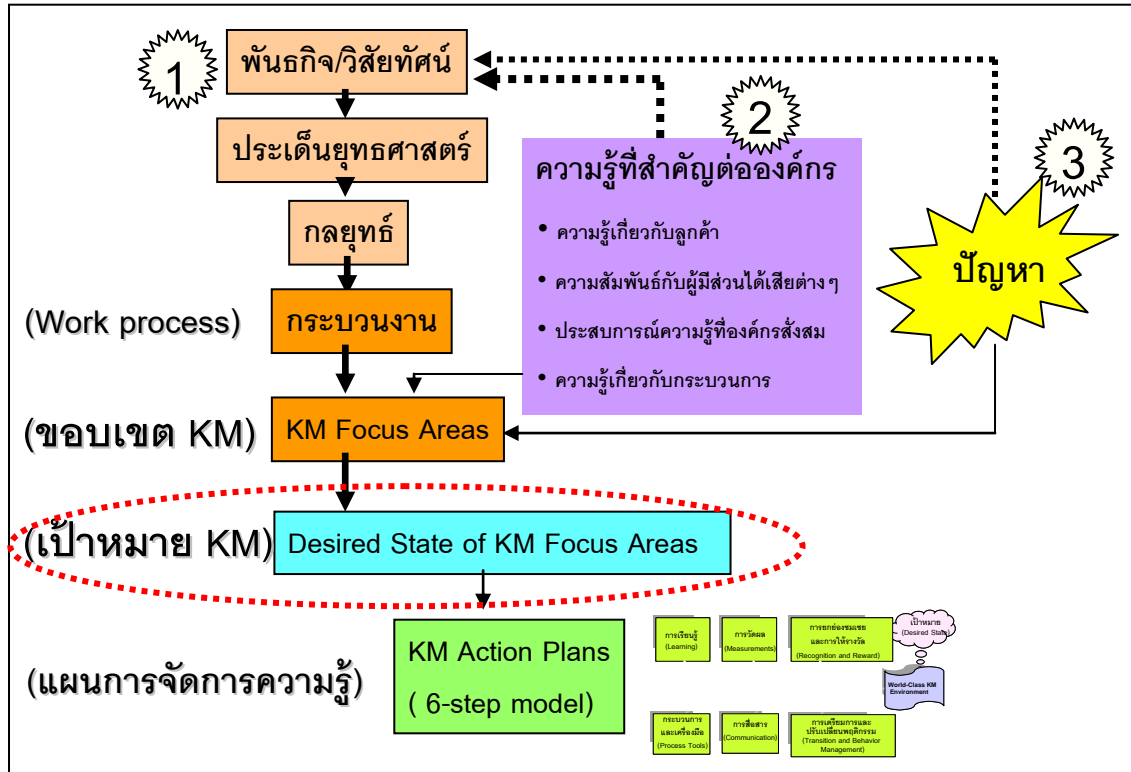 1
พันธกิจ/วิสัยทัศน์
ประเด็นยุทธศาสตร์
กลยุทธ์
(Work process)
กระบวนงาน
(ขอบเขต KM)
KM Focus Areas
(เป้าหมาย KM)
Desired State of KM Focus Areas
(แผนการจัดการความรู้)
KM Action Plans
( 6-step model)
2
ความรู้ที่สำคัญต่อองค์กร
• ความรู้เกี่ยวกับลูกค้า
• ความสัมพันธ์กับผู้มีส่วนได้เสียต่างๆ
• ประสบการณ์ความรู้ที่องค์กรสั่งสม
• ความรู้เกี่ยวกับกระบวนการ
3
ปัญหา
การเรียนรู้
(Learning)
การวัดผล
(Measurements)
การยกย่องชมเชย
และการให้รางวัล
(Recognition and Reward)
เป้าหมาย
(Desired State)
World-Class KM
Environment
กระบวนการ
และเครื่องมือ
(Process Tools)
การสื่อสาร
(Communication)
การเตรียมการและ
ปรับเปลี่ยนพฤติกรรม
(Transition and Behavior
Management)